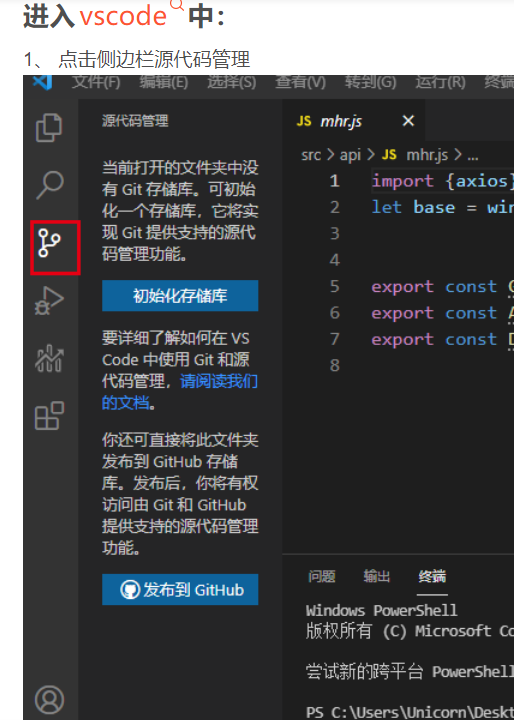 进入vscode中：
1、 点击侧边栏源代码管理
文件(F) 编辑(E) 选择(S) 查看(V) 转到(G) 运行(R) 终端
源代码管理
JS mhr.js
src > api > JS mhr.js > ...
当前打开的文件夹中没
有 Git 存储库。可初始
化一个存储库，它将实
现 Git 提供支持的源代
码管理功能。
初始化存储库
要详细了解如何在 VS
Code 中使用 Git 和源
代码管理，请阅读我们
的文档。
你还可直接将此文件夹
发布到 GitHub 存储
库。发布后，你将有权
访问由 Git 和 GitHub
提供支持的源代码管理
功能。
发布到 GitHub
1 import {axios}
2 let base = win
3
4
5 export const G
6 export const A
7 export const D
8
问题 输出 终端
Windows PowerShell
版权所有 (C) Microsoft Co
尝试新的跨平台 PowerShell
PS C:\Users\Unicorn\Deskt